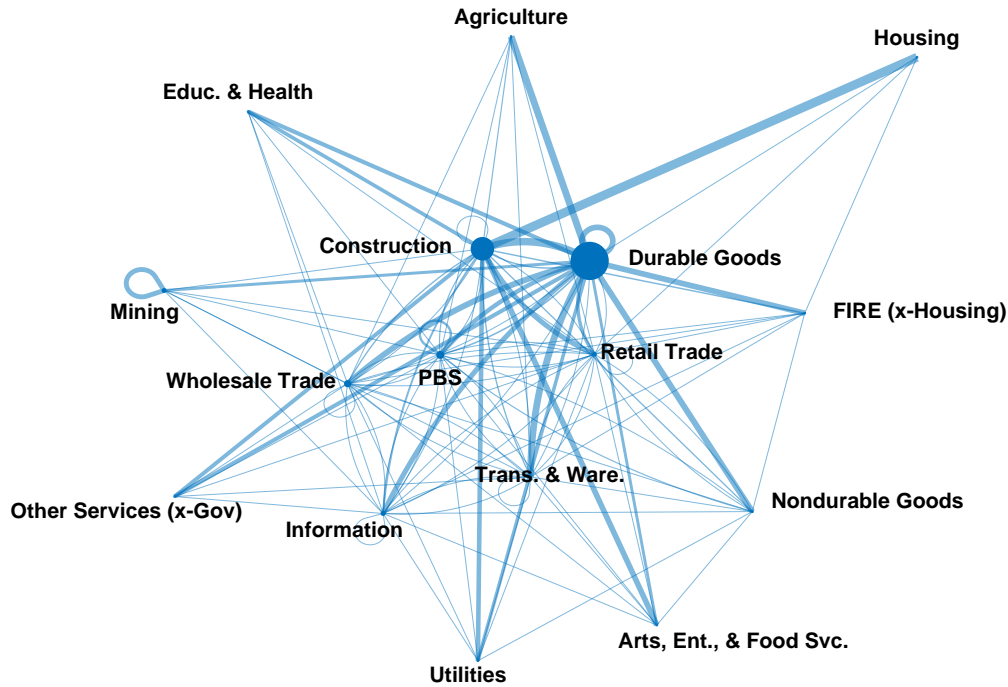 Agriculture
Housing
Educ. & Health
Construction
Durable Goods
Mining
FIRE (x-Housing)
Retail Trade
Wholesale Trade
PBS
Trans. & Ware.
Nondurable Goods
Other Services (x-Gov)
Information
Arts, Ent., & Food Svc.
Utilities